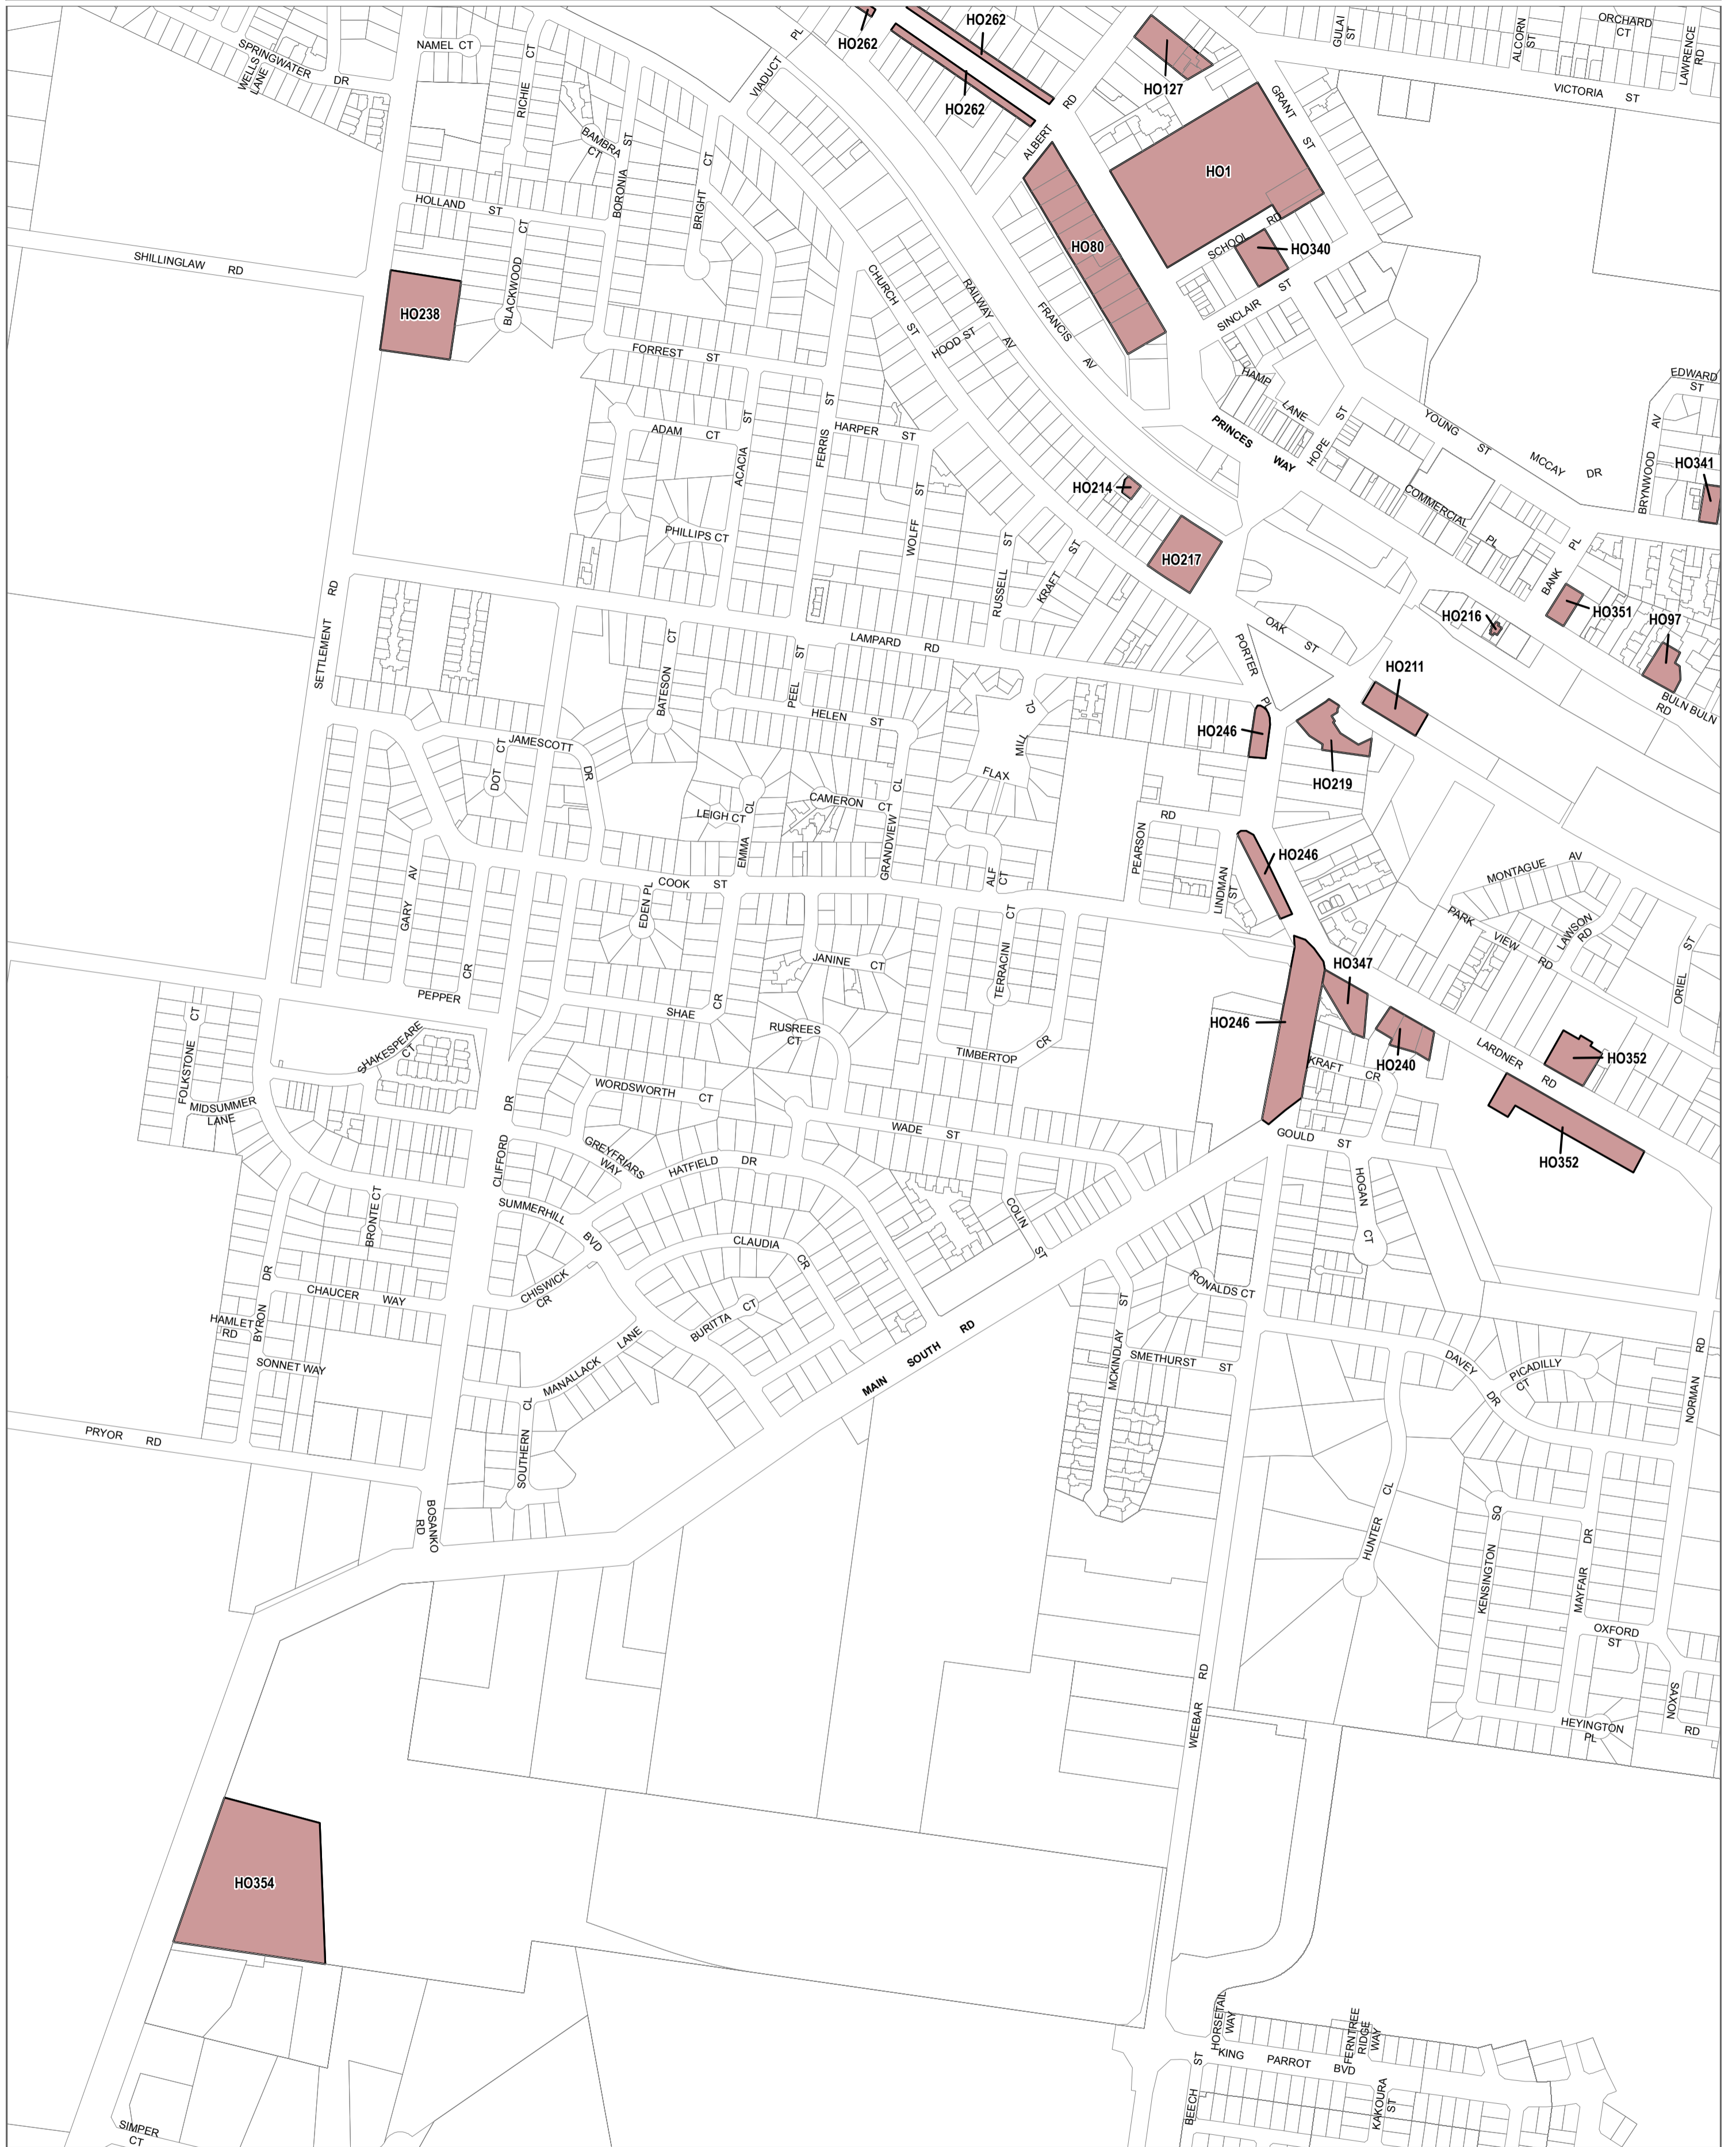 ORCHARD
CT
GULAI
ST
ALCORN
ST
LAWRENCE
RD
HO262
HO262
HO262
HO127
NAMEL CT
SPRINGWATER
DR
WELLS
LANE
RICHIE CT
VIADUCT PL
GRANT ST
VICTORIA ST
BAMBRA
CT
BORONIA ST
BRIGHT CT
ALBERT RD
HO1
HOLLAND ST
HO80
SCHOOL RD
HO340
SHILLINGLAW RD
BLACKWOOD CT
HO238
CHURCH ST
RAILWAY AV
FRANCIS AV
SINCLAIR ST
HOOD ST
FORREST ST
HAMP LANE
EDWARD
ST
ADAM CT
ACACIA ST
FERRIS ST
HARPER ST
PRINCES WAY
HOPE ST
YOUNG ST
MCCAY DR
BRYNWOOD AV
HO341
COMMERCIAL PL
HO214
WOLFF ST
PHILLIPS CT
HO217
RUSSELL ST
KRAFT ST
BANK PL
HO351
HO216
HO97
SETTLEMENT RD
LAMPARD RD
OAK ST
PORTER PL
HO211
BULN BULN
RD
BATESON CT
PEEL ST
HELEN ST
MILL CL
HO246
HO219
JAMESCOTT DR
DOT CT
FLAX
LEIGH CT
EMMA CL
CAMERON CT
GRANDVIEW CL
PEARSON RD
HO246
GARY AV
COOK ST
EDEN PL
ALF CT
LINDMAN
ST
MONTAGUE AV
PARK VIEW RD
LAWSON
RD
ORIEL ST
JANINE CT
TERRACINI CT
HO347
PEPPER CR
SHAE CR
RUSREES
CT
HO246
HO240
LARDNER RD
HO352
TIMBERTOP CR
KRAFT CR
FOLKSTONE CT
SHAKESPEARE
CT
MIDSUMMER
LANE
WORDSWORTH CT
CLIFFORD DR
GREYFRIARS
WAY
HATFIELD DR
WADE ST
GOULD ST
HO352
HOGAN CT
BRONTE CT
SUMMERHILL BVD
CLAUDIA CR
COLIN ST
CHISWICK
CR
RONALDS CT
CHAUCER WAY
HAMLET
RD
BYRON DR
BURITTA CT
MAIN SOUTH RD
MCKINDLAY ST
SMETHURST ST
DAVEY DR
PICADILLY
CT
NORMAN RD
SONNET WAY
MANALLACK LANE
PRYOR RD
SOUTHERN CL
BOSANKO
RD
HUNTER CL
KENSINGTON SQ
MAYFAIR DR
OXFORD
ST
WEEBAR RD
SAXON RD
HEYINGTON
PL
HO354
HORSETAIL
WAY
FERNTREE
RIDGE
WAY
KING PARROT BVD
BEECH ST
KAKOURA
ST
SIMPER
CT